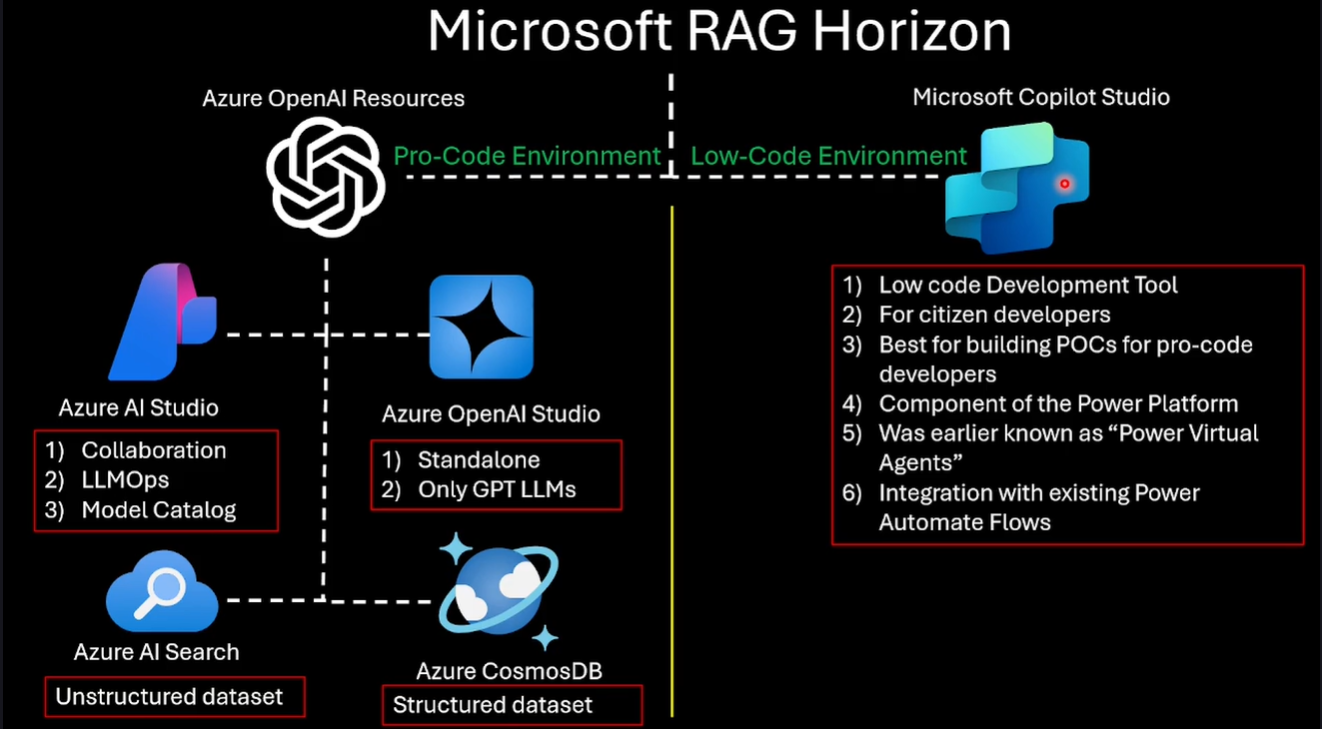 Microsoft RAG Horizon
Azure OpenAI Resources
Pro-Code Environment
Azure AI Studio
1) Collaboration
2) LLMOps
3) Model Catalog
Azure OpenAI Studio
1) Standalone
2) Only GPT LLMs
Azure AI Search
Unstructured dataset
Azure CosmosDB
Structured dataset
Microsoft Copilot Studio
Low-Code Environment
1) Low code Development Tool
2) For citizen developers
3) Best for building POCs for pro-code
developers
4) Component of the Power Platform
5) Was earlier known as “Power Virtual
Agents”
6) Integration with existing Power
Automate Flows